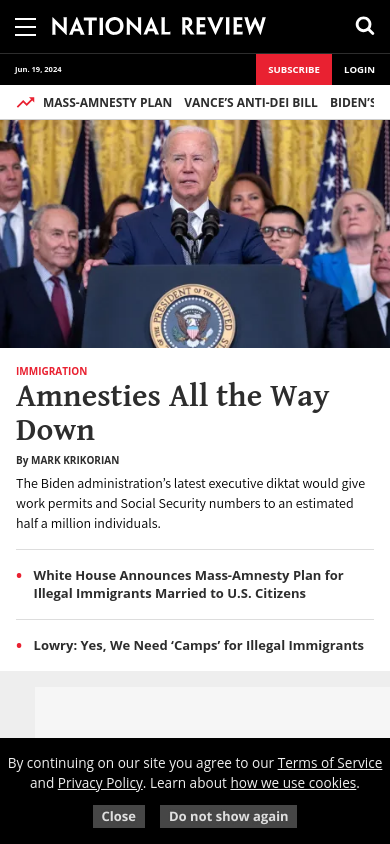 NATIONAL REVIEW
Jun. 19, 2024
SUBSCRIBE
LOGIN
MASS-AMNESTY PLAN VANCE’S ANTI-DEI BILL BIDEN’S
PRESIDENT OF THE UNITED
IMMIGRATION
Amnesties All the Way
Down
By MARK KRIKORIAN
The Biden administration’s latest executive diktat would give
work permits and Social Security numbers to an estimated
half a million individuals.
• White House Announces Mass-Amnesty Plan for
Illegal Immigrants Married to U.S. Citizens
• Lowry: Yes, We Need ‘Camps’ for Illegal Immigrants
By continuing on our site you agree to our Terms of Service
and Privacy Policy. Learn about how we use cookies.
Close
Do not show again